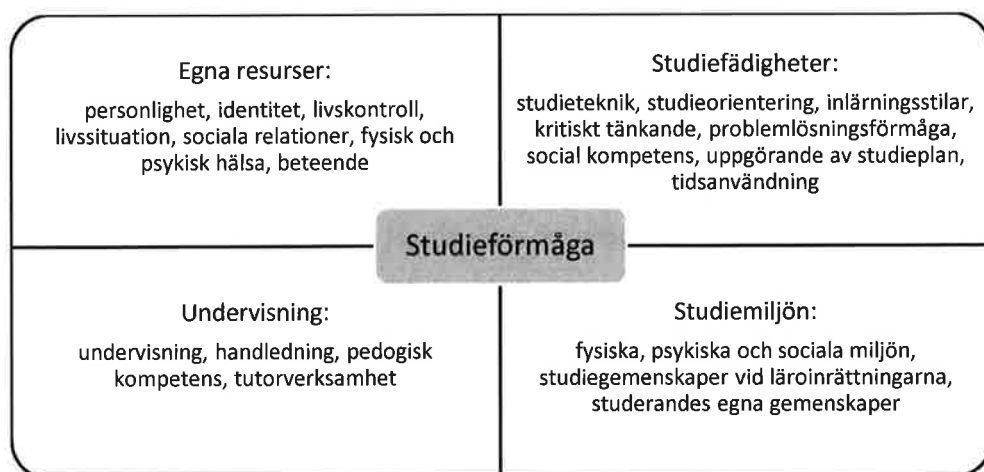 Egna resurser:
personlighet, identitet, livskontroll,
livssituation, sociala relationer, fysisk och
psykisk hälsa, beteende
Studiefädigheter:
studieteknik, studieorientering, inlärningsstilar,
kritiskt tänkande, problemlösningsförmåga,
social kompetens, uppgörande av studieplan,
tidsanvändning
Studieförmåga
Undervisning:
undervisning, handledning, pedogisk
kompetens, tutorverksamhet
Studiemiljön:
fysiska, psykiska och sociala miljön,
studiegemenskaper vid läroinrättningarna,
studerandes egna gemenskaper